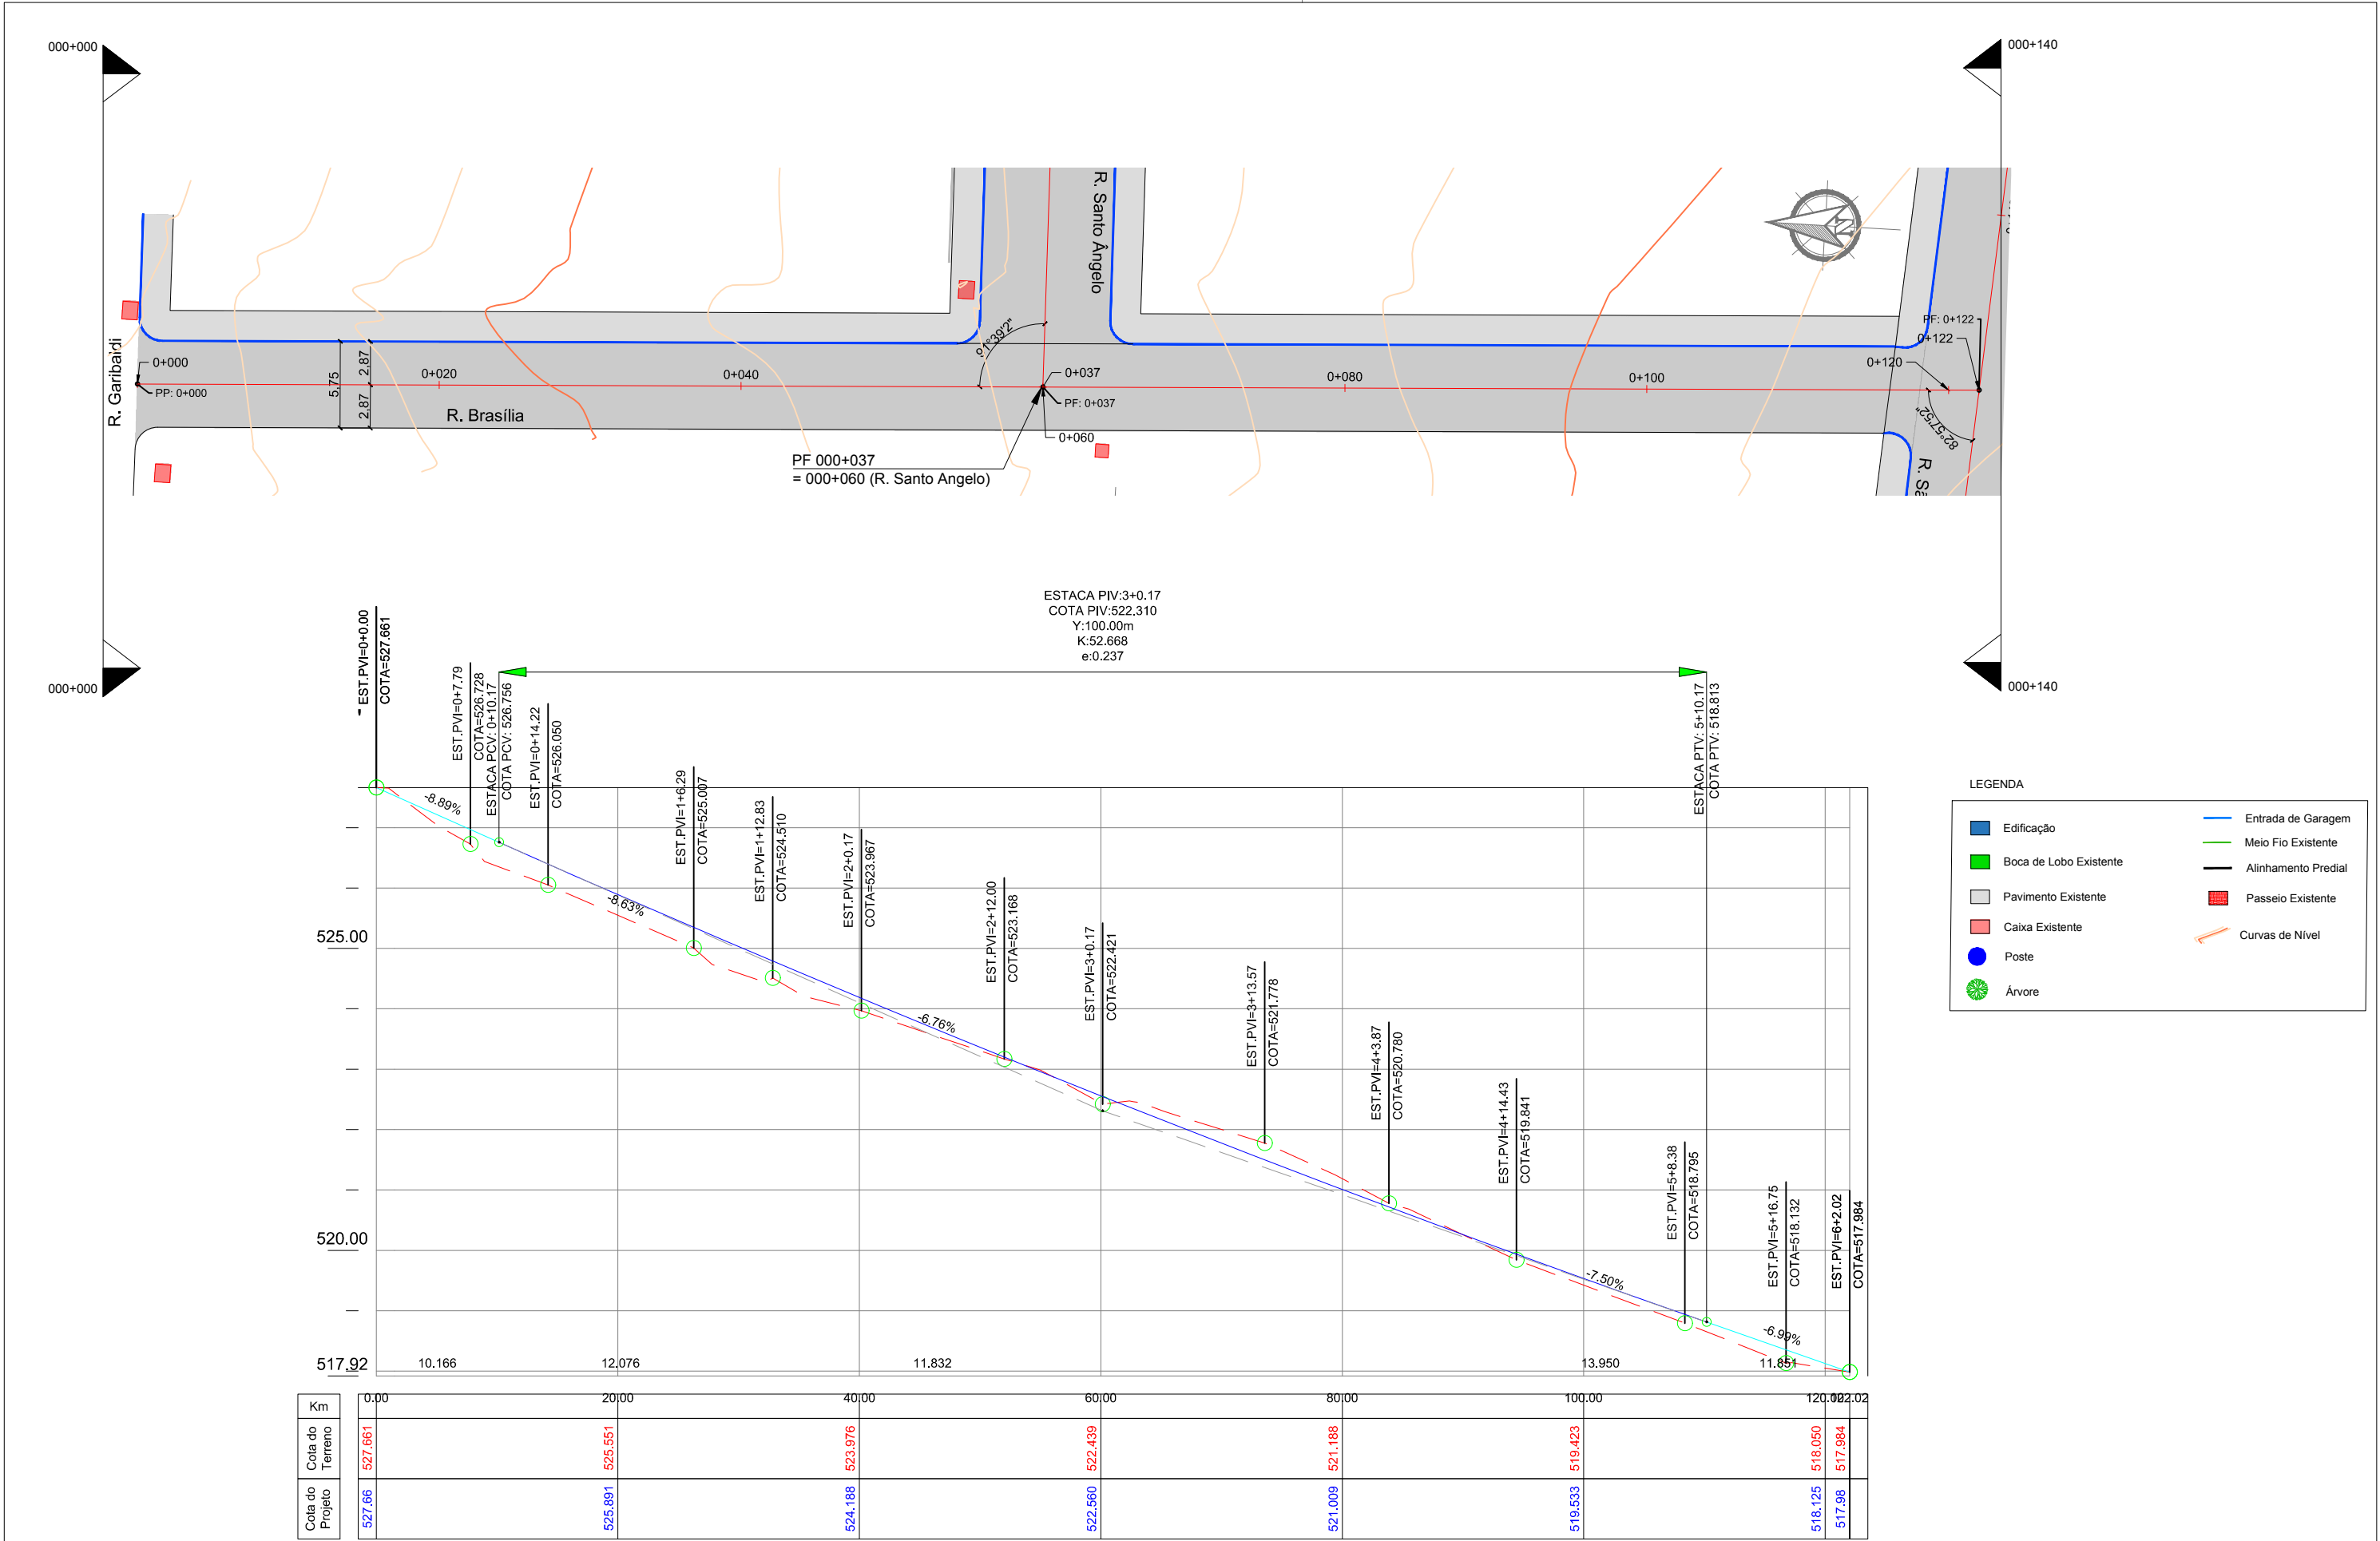 000+000
000+140
R. Santo Ângelo
R. Garibaldi
0+000
PP: 0+000
5,75
2,87
2,87
0+020
R. Brasília
0+040
91°39'2"
0+037
PF: 0+037
0+060
PF 000+037
= 000+060 (R. Santo Angelo)
0+080
0+100
0+120
0+122
PF: 0+122
82°57'52"
N
000+000
000+140
ESTACA PIV:3+0.17
COTA PIV:522.310
Y:100.00m
K:52.668
e:0.237
EST.PVI=0+0.00
COTA=527.661
EST.PVI=0+7.79
COTA=526.728
ESTACA PCV: 0+10.17
COTA PCV: 526.756
EST.PVI=0+14.22
COTA=526.050
EST.PVI=1+6.29
COTA=525.007
EST.PVI=1+12.83
COTA=524.510
EST.PVI=2+0.17
COTA=523.967
EST.PVI=2+12.00
COTA=523.168
EST.PVI=3+0.17
COTA=522.421
EST.PVI=3+13.57
COTA=521.778
EST.PVI=4+3.87
COTA=520.780
EST.PVI=4+14.43
COTA=519.841
EST.PVI=5+8.38
COTA=518.795
ESTACA PTV: 5+10.17
COTA PTV: 518.813
EST.PVI=5+16.75
COTA=518.132
EST.PVI=6+2.02
COTA=517.984
-8.89%
-8.63%
-6.76%
-7.50%
-6.99%
525.00
520.00
517.92
10.166
12.076
11.832
13.950
11.851
Km
0.00
20.00
40.00
60.00
80.00
100.00
120.00
122.02
Cota do
Terreno
527.661
525.551
523.976
522.439
521.188
519.423
518.050
517.984
Cota do
Projeto
527.66
525.891
524.188
522.560
521.009
519.533
518.125
517.98
LEGENDA
Edificação
Boca de Lobo Existente
Pavimento Existente
Caixa Existente
Poste
Árvore
Entrada de Garagem
Meio Fio Existente
Alinhamento Predial
Passeio Existente
Curvas de Nível